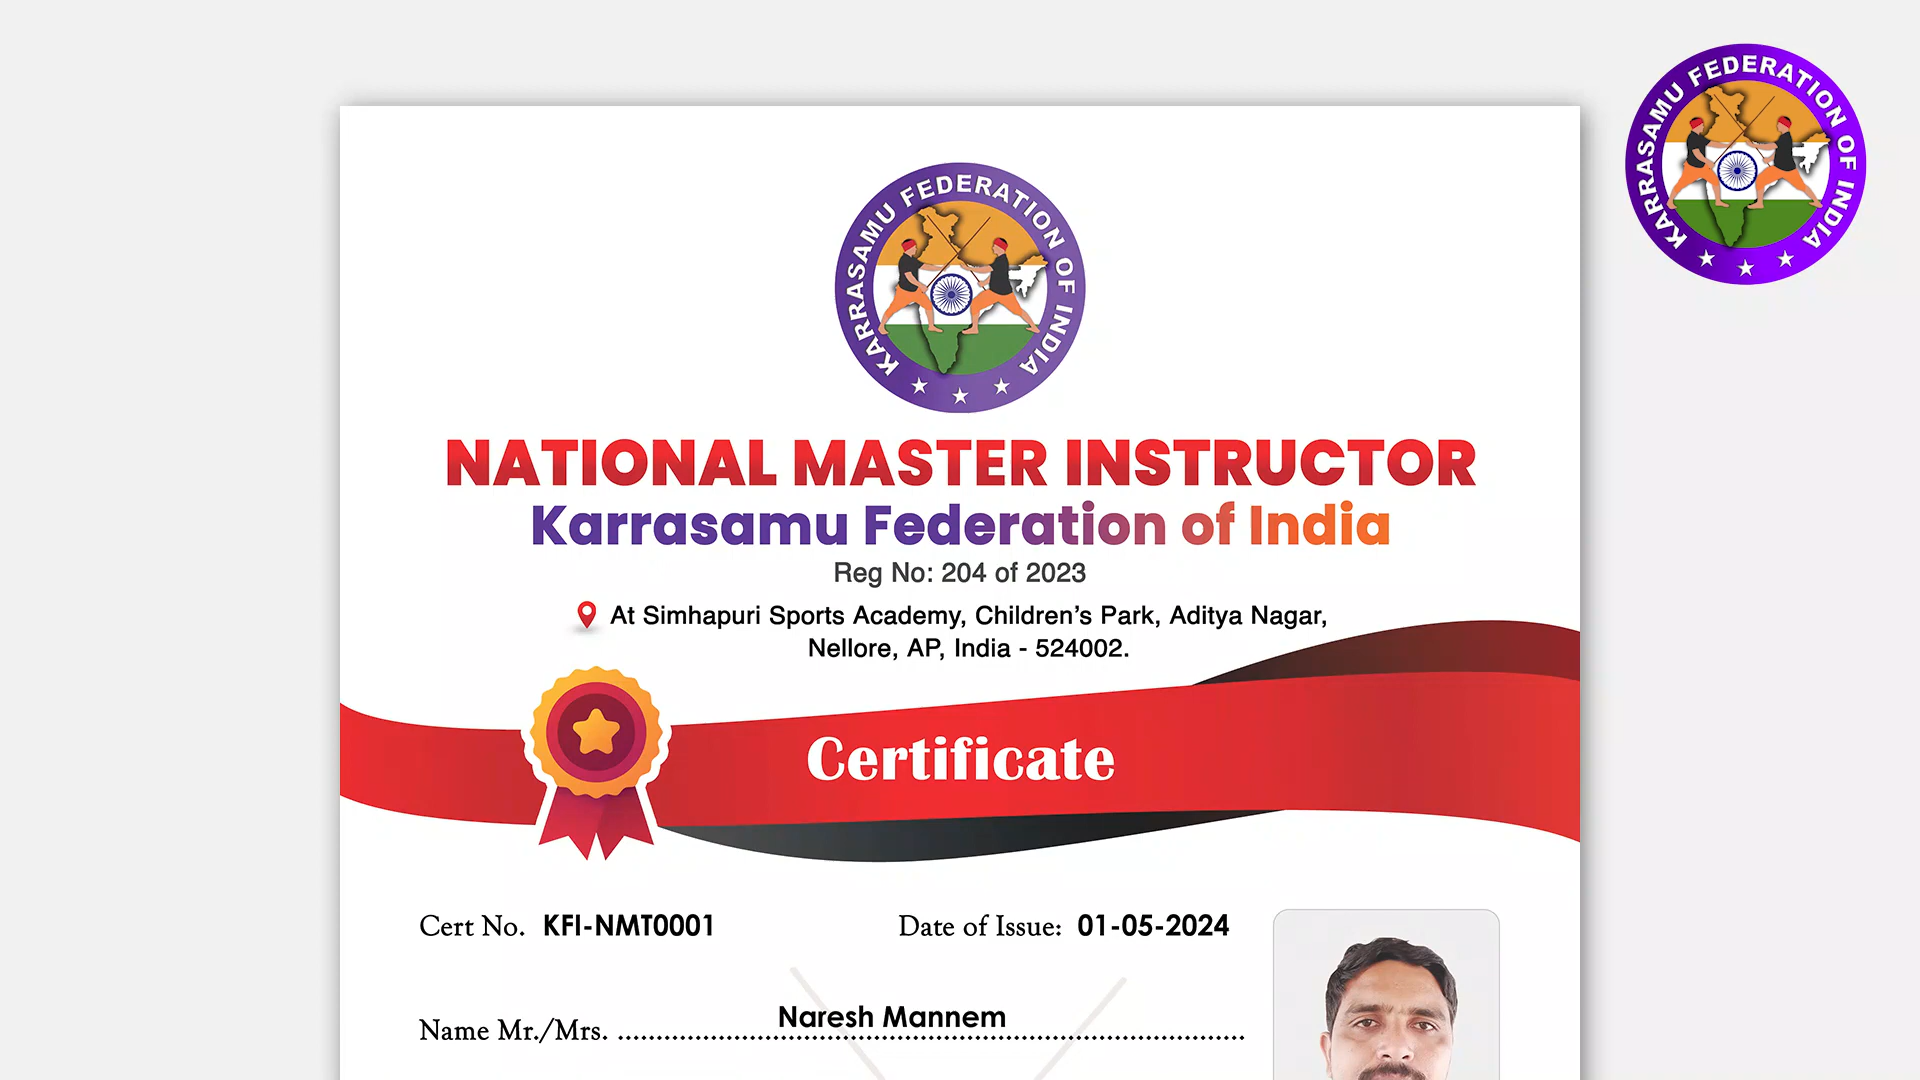 KARRASAMU FEDERATION OF INDIA
KARRASAMU FEDERATION OF INDIA
NATIONAL MASTER INSTRUCTOR
Karrasamu Federation of India
Reg No: 204 of 2023
At Simhapuri Sports Academy, Children’s Park, Aditya Nagar,
Nellore, AP, India - 524002.
Certificate
Cert No. KFI-NMT0001 Date of Issue: 01-05-2024
Name Mr./Mrs. Naresh Mannem